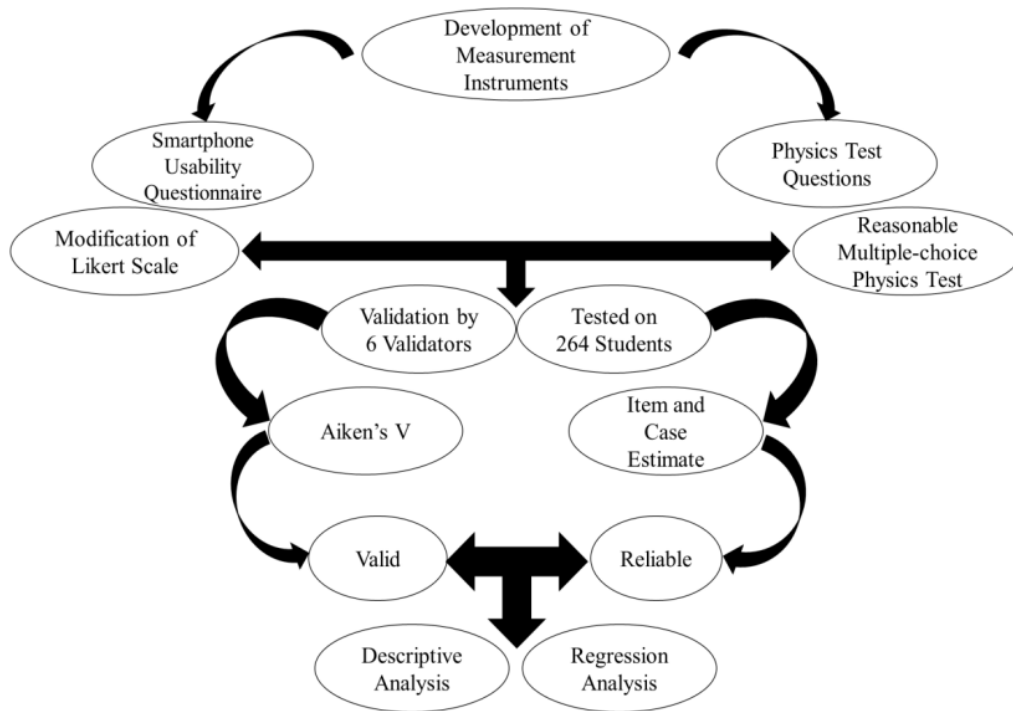 Development of
Measurement
Instruments
Smartphone
Usability
Questionnaire
Physics Test
Questions
Modification of
Likert Scale
Reasonable
Multiple-choice
Physics Test
Validation by
6 Validators
Tested on
264 Students
Aiken's V
Item and
Case
Estimate
Valid
Reliable
Descriptive
Analysis
Regression
Analysis